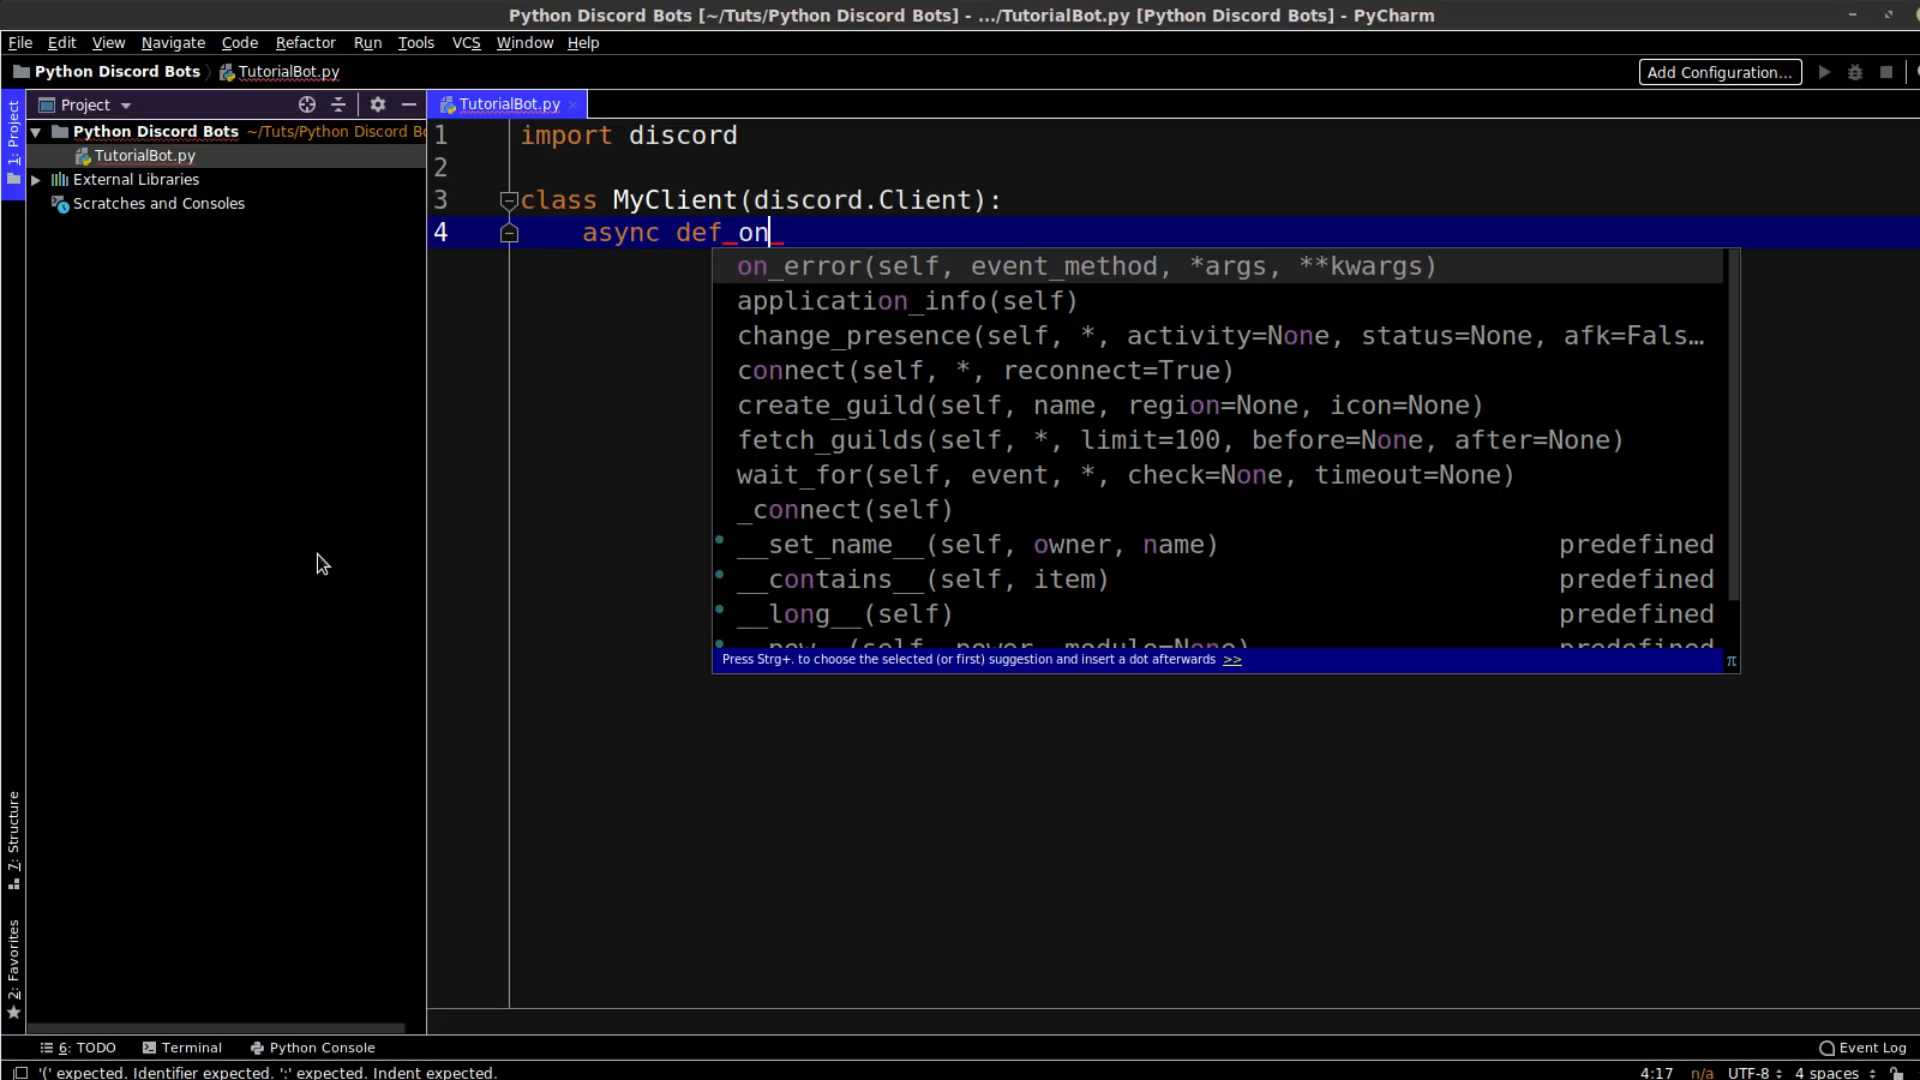 Python Discord Bots [~/Tuts/Python Discord Bots] - .../TutorialBot.py [Python Discord Bots] - PyCharm
File Edit View Navigate Code Refactor Run Tools VCS Window Help
Python Discord Bots TutorialBot.py Add Configuration...
1: Project
Project
Python Discord Bots ~/Tuts/Python Discord Bo
TutorialBot.py
External Libraries
Scratches and Consoles
TutorialBot.py
1 import discord
2
3 class MyClient(discord.Client):
4 async def on
on_error(self, event_method, *args, **kwargs)
application_info(self)
change_presence(self, *, activity=None, status=None, afk=Fals…
connect(self, *, reconnect=True)
create_guild(self, name, region=None, icon=None)
fetch_guilds(self, *, limit=100, before=None, after=None)
wait_for(self, event, *, check=None, timeout=None)
_connect(self)
__set_name__(self, owner, name) predefined
__contains__(self, item) predefined
__long__(self) predefined
__pow__(self, power, module=None) predefined
Press Strg+. to choose the selected (or first) suggestion and insert a dot afterwards >>
π
7: Structure
2: Favorites
6: TODO Terminal Python Console Event Log
'(' expected. Identifier expected. ':' expected. Indent expected. 4:17 n/a UTF-8 4 spaces